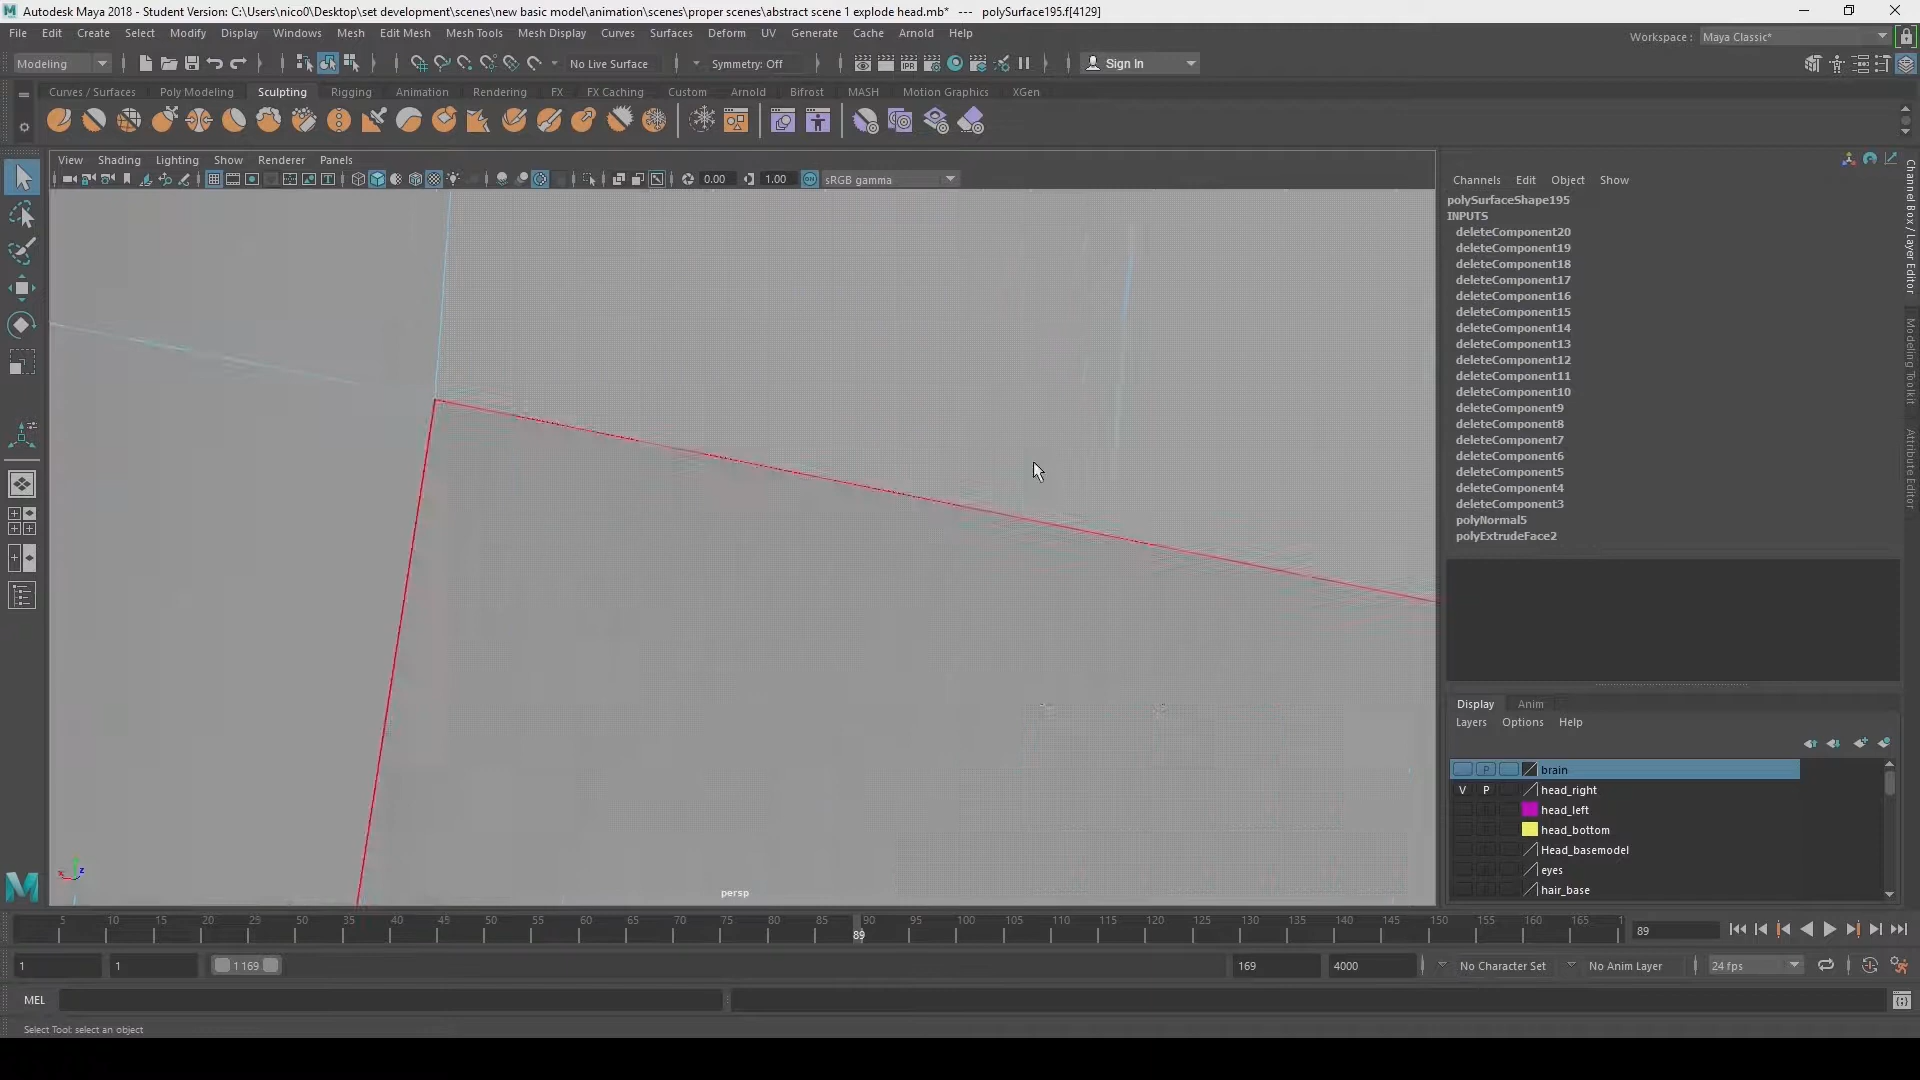 Autodesk Maya 2018 - Student Version: C:\Users\nico0\Desktop\set development\scenes\new basic model\animation\scenes\proper scenes\abstract scene 1 explode head.mb* --- polySurface195.f[4129]
File Edit Create Select Modify Display Windows Mesh Edit Mesh Mesh Tools Mesh Display Curves Surfaces Deform UV Generate Cache Arnold Help
Workspace : Maya Classic*
Modeling No Live Surface Symmetry: Off Sign In
Curves / Surfaces Poly Modeling Sculpting Rigging Animation Rendering FX FX Caching Custom Arnold Bifrost MASH Motion Graphics XGen
View Shading Lighting Show Renderer Panels
0.00 1.00 sRGB gamma
Channels Edit Object Show
polySurfaceShape195
INPUTS
deleteComponent20
deleteComponent19
deleteComponent18
deleteComponent17
deleteComponent16
deleteComponent15
deleteComponent14
deleteComponent13
deleteComponent12
deleteComponent11
deleteComponent10
deleteComponent9
deleteComponent8
deleteComponent7
deleteComponent6
deleteComponent5
deleteComponent4
deleteComponent3
polyNormal5
polyExtrudeFace2
Channel Box / Layer Editor
Modeling Toolkit
Attribute Editor
Display Anim
Layers Options Help
P brain
V P head_right
head_left
head_bottom
Head_basemodel
eyes
hair_base
x z
persp
5 10 15 20 25 30 35 40 45 50 55 60 65 70 75 80 85 90 95 100 105 110 115 120 125 130 135 140 145 150 155 160 165 1
89
89
1 1 1 169 169 4000 No Character Set No Anim Layer 24 fps
MEL
Select Tool: select an object